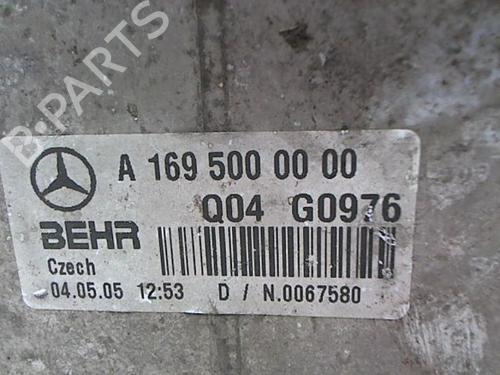 B-PARTS
A 169 500 00 00
Q04 G0976
BEHR
Czech
04.05.05 12:53 D / N.0067580